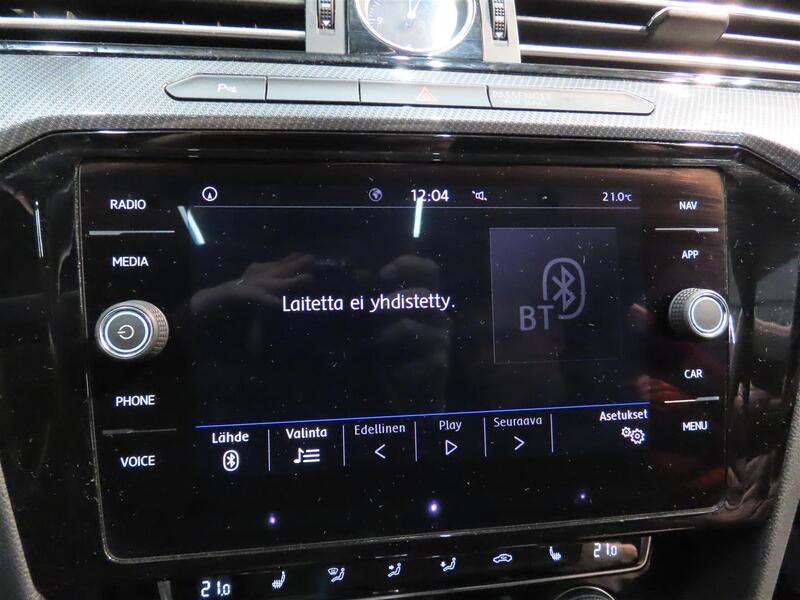 P
PASSENGER
RADIO
12:04
21.0°C
NAV
MEDIA
APP
Laitetta ei yhdistetty.
BT
PHONE
CAR
Lähde
Valinta
Edellinen
Play
Seuraava
Asetukset
MENU
VOICE
21.0
21.0